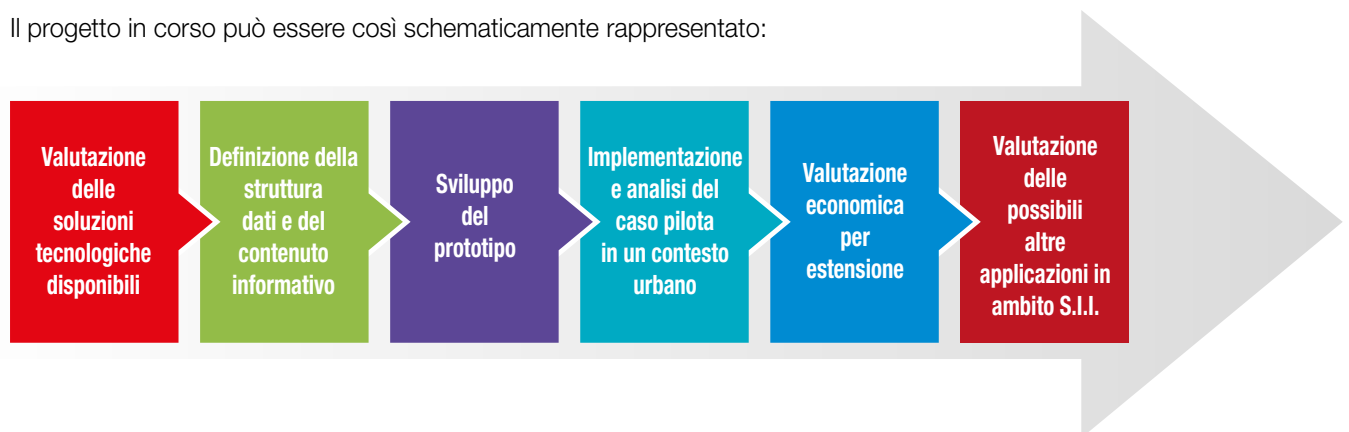 Il progetto in corso può essere così schematicamente rappresentato:
Valutazione
delle
soluzioni
tecnologiche
disponibili
Definizione della
struttura
dati e del
contenuto
informativo
Sviluppo
del
prototipo
Implementazione
e analisi del
caso pilota
in un contesto
urbano
Valutazione
economica
per
estensione
Valutazione
delle
possibili
altre
applicazioni in
ambito S.I.I.